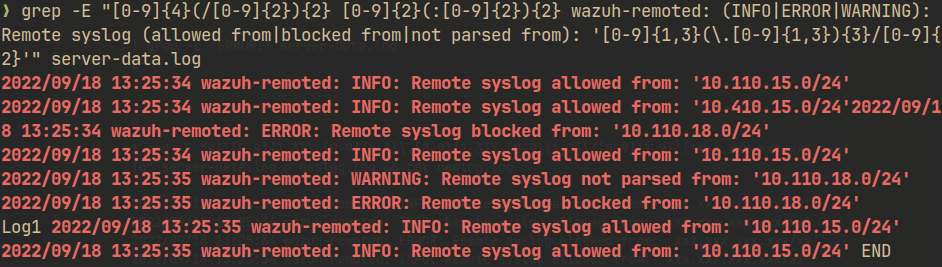 ❯ grep -E "[0-9]{4}(/[0-9]{2}){2} [0-9]{2}(:[0-9]{2}){2} wazuh-remoted: (INFO|ERROR|WARNING):
Remote syslog (allowed from|blocked from|not parsed from): '[0-9]{1,3}(\.[0-9]{1,3}){3}/[0-9]{
2}'" server-data.log
2022/09/18 13:25:34 wazuh-remoted: INFO: Remote syslog allowed from: '10.110.15.0/24'
2022/09/18 13:25:34 wazuh-remoted: INFO: Remote syslog allowed from: '10.410.15.0/24'2022/09/1
8 13:25:34 wazuh-remoted: ERROR: Remote syslog blocked from: '10.110.18.0/24'
2022/09/18 13:25:34 wazuh-remoted: INFO: Remote syslog allowed from: '10.110.15.0/24'
2022/09/18 13:25:35 wazuh-remoted: WARNING: Remote syslog not parsed from: '10.110.18.0/24'
2022/09/18 13:25:35 wazuh-remoted: ERROR: Remote syslog blocked from: '10.110.18.0/24'
Log1 2022/09/18 13:25:35 wazuh-remoted: INFO: Remote syslog allowed from: '10.110.15.0/24'
2022/09/18 13:25:35 wazuh-remoted: INFO: Remote syslog allowed from: '10.110.15.0/24' END